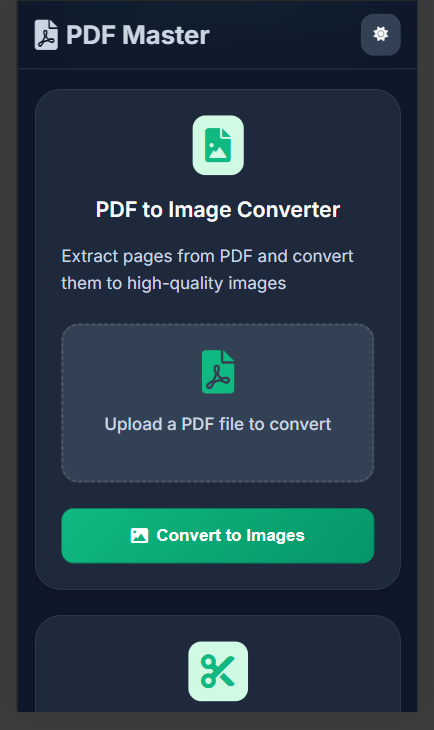 PDF Master
PDF to Image Converter
Extract pages from PDF and convert
them to high-quality images
Upload a PDF file to convert
Convert to Images